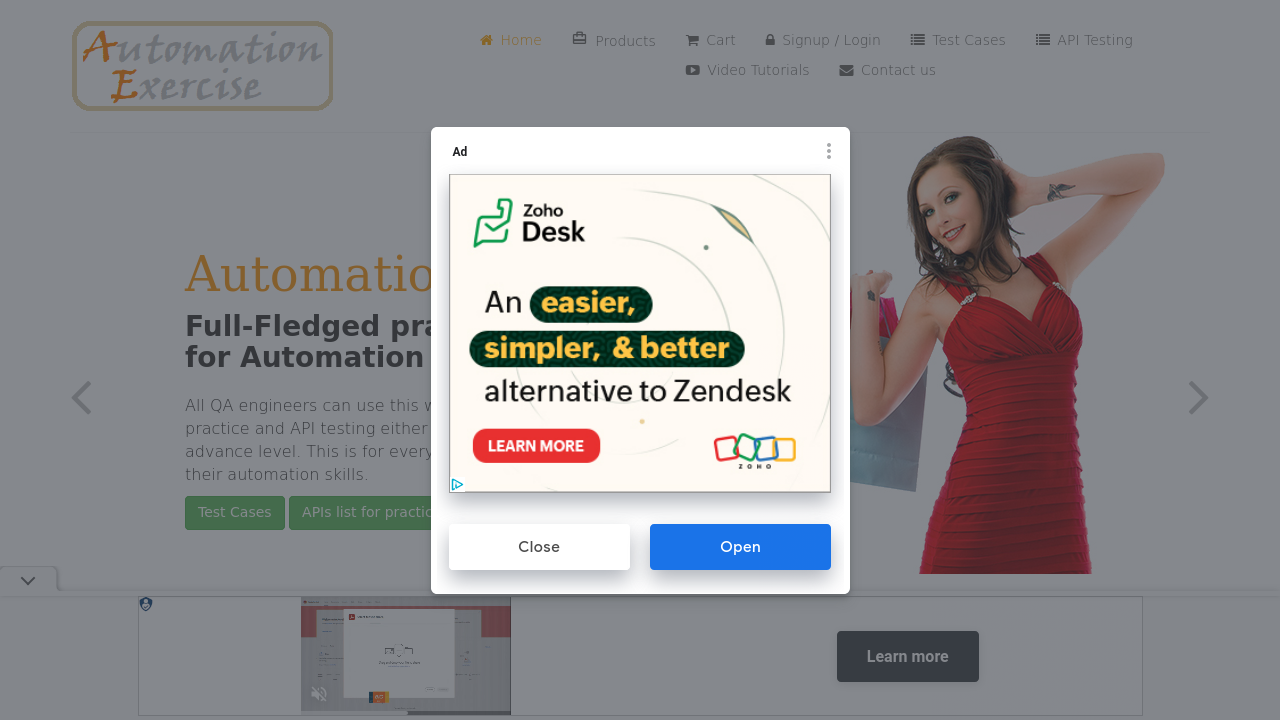 Automation
Exercise
Home
Products
Cart
Signup / Login
Test Cases
API Testing
Video Tutorials
Contact us
Ad
Zoho
Desk
An easier,
simpler, & better
alternative to Zendesk
LEARN MORE
ZOHO
Close
Open
Automatio
Full-Fledged pra
for Automation
All QA engineers can use this w
practice and API testing either
advance level. This is for every
their automation skills.
Test Cases
APIs list for practic
Learn more